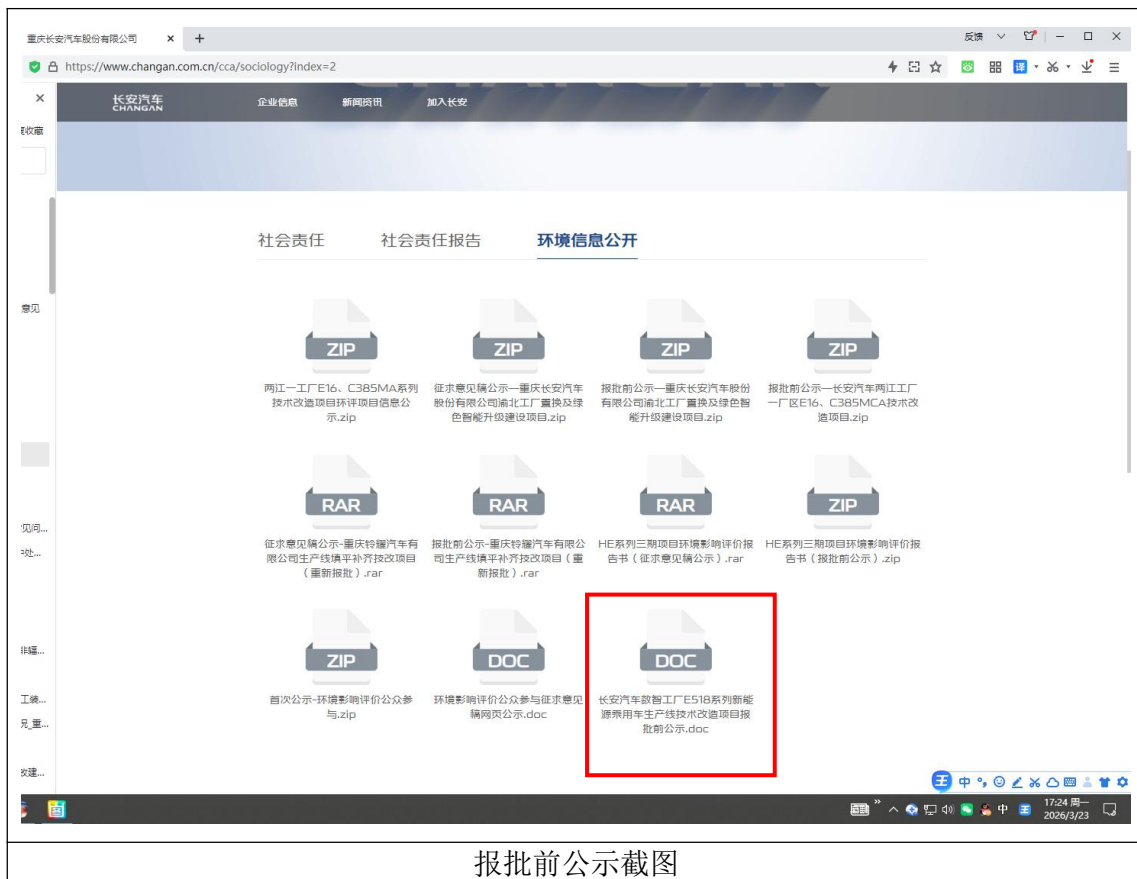 重庆长安汽车股份有限公司
反馈
https://www.changan.com.cn/cca/sociology?index=2
译
长安汽车
CHANGAN
企业信息 新闻资讯 加入长安
社会责任 社会责任报告 环境信息公开
意见
ZIP ZIP ZIP ZIP
两江一工厂E16、C385MA系列
技术改造项目环评项目信息公
示.zip
征求意见稿公示—重庆长安汽车
股份有限公司渝北工厂置换及绿
色智能升级建设项目.zip
报批前公示—重庆长安汽车股份
有限公司渝北工厂置换及绿色智
能升级建设项目.zip
报批前公示—长安汽车两江工厂
一厂区E16、C385MCA技术改
造项目.zip
RAR RAR RAR ZIP
征求意见稿公示-重庆铃耀汽车有
限公司生产线填平补齐技改项目
(重新报批).rar
报批前公示-重庆铃耀汽车有限公
司生产线填平补齐技改项目(重
新报批).rar
HE系列三期项目环境影响评价报
告书(征求意见稿公示).rar
HE系列三期项目环境影响评价报
告书(报批前公示).zip
ZIP DOC DOC
首次公示-环境影响评价公众参
与.zip
环境影响评价公众参与征求意见
稿网页公示.doc
长安汽车数智工厂E518系列新能
源乘用车生产线技术改造项目报
批前公示.doc
工装...
王 中
中
17:24 周一
2026/3/23
报批前公示截图